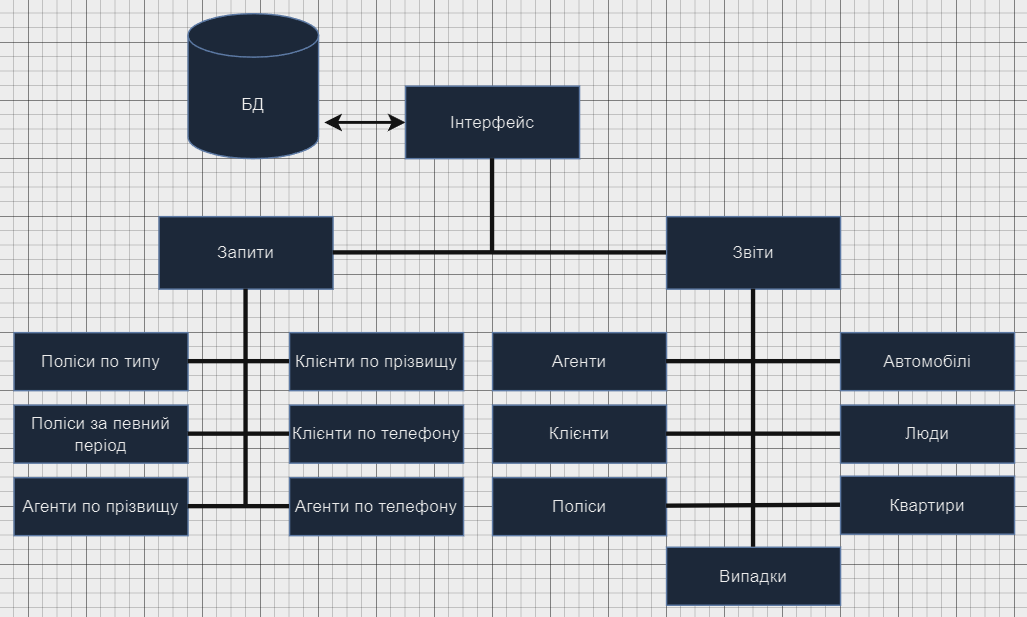 БД
Інтерфейс
Запити
Звіти
Поліси по типу
Клієнти по прізвищу
Агенти
Автомобілі
Поліси за певний
період
Клієнти по телефону
Клієнти
Люди
Агенти по прізвищу
Агенти по телефону
Поліси
Квартири
Випадки